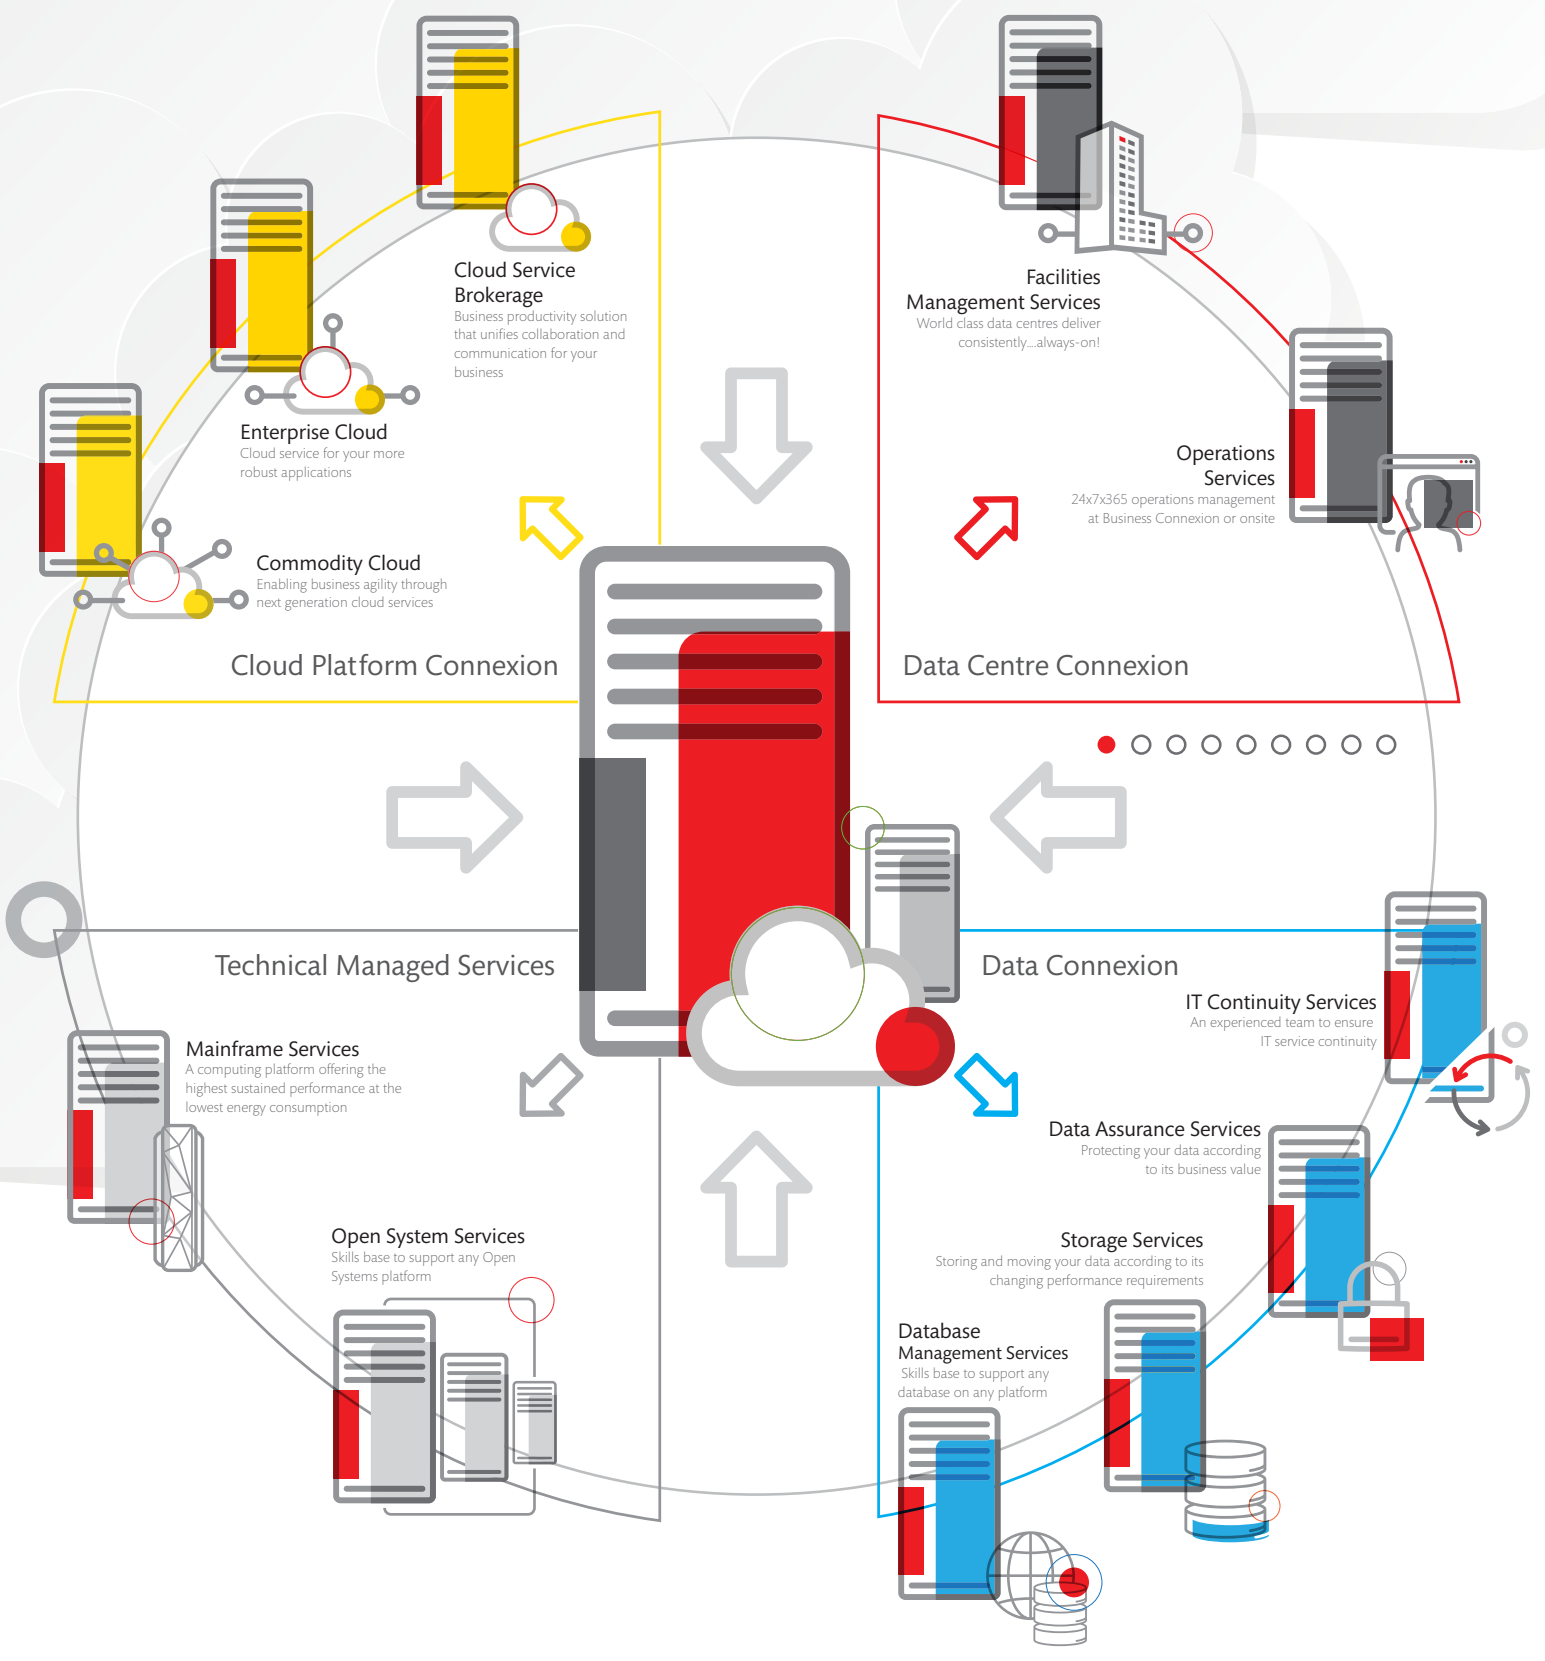 Cloud Service
Brokerage
Business productivity solution
that unifies collaboration and
communication for your
business
Enterprise Cloud
Cloud service for your more
robust applications
Commodity Cloud
Enabling business agility through
next generation cloud services
Cloud Platform Connexion
Facilities
Management Services
World class data centres deliver
consistently...always-on!
Operations
Services
24x7x365 operations management
at Business Connexion or onsite
Data Centre Connexion
Technical Managed Services
Mainframe Services
A computing platform offering the
highest sustained performance at the
lowest energy consumption
Open System Services
Skills base to support any Open
Systems platform
Data Connexion
IT Continuity Services
An experienced team to ensure
IT service continuity
Data Assurance Services
Protecting your data according
to its business value
Storage Services
Storing and moving your data according to its
changing performance requirements
Database
Management Services
Skills base to support any
database on any platform